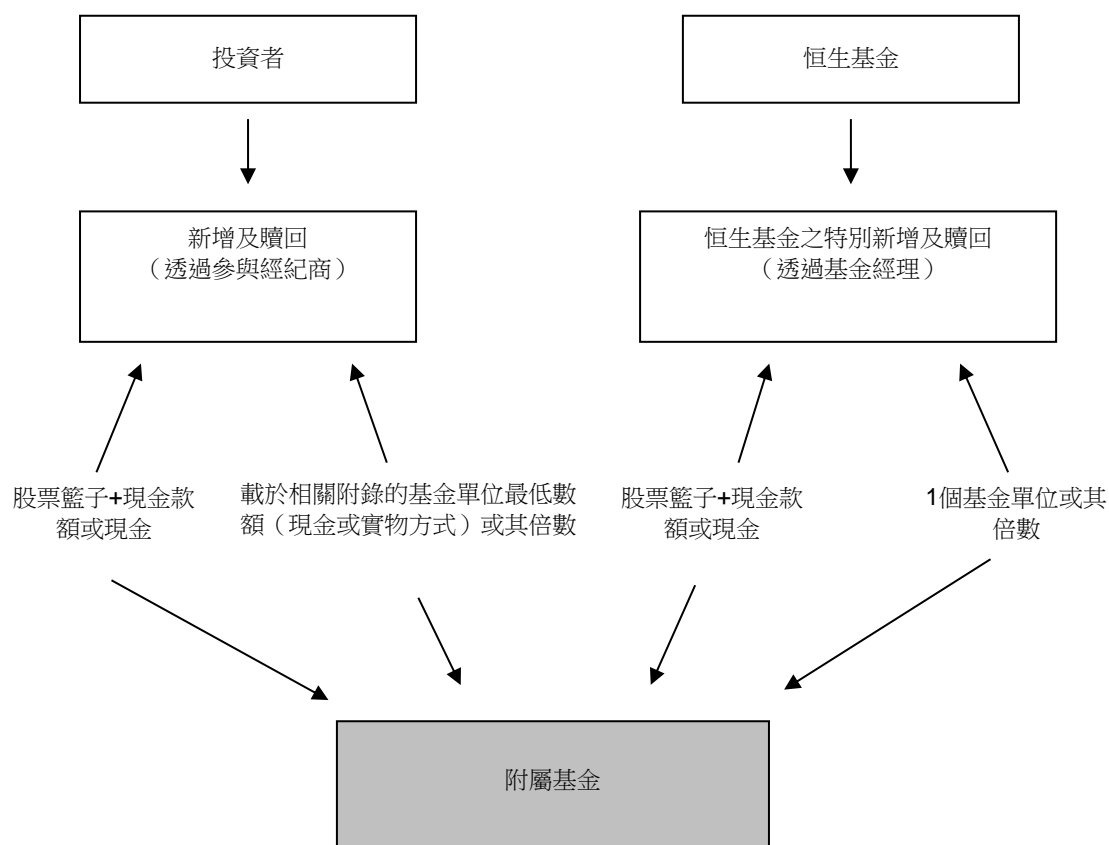 投資者
恒生基金
新增及贖回
（透過參與經紀商）
恒生基金之特別新增及贖回
（透過基金經理）
股票籃子+現金款
額或現金
載於相關附錄的基金單位最低數
額（現金或實物方式）或其倍數
股票籃子+現金款
額或現金
1個基金單位或其
倍數
附屬基金